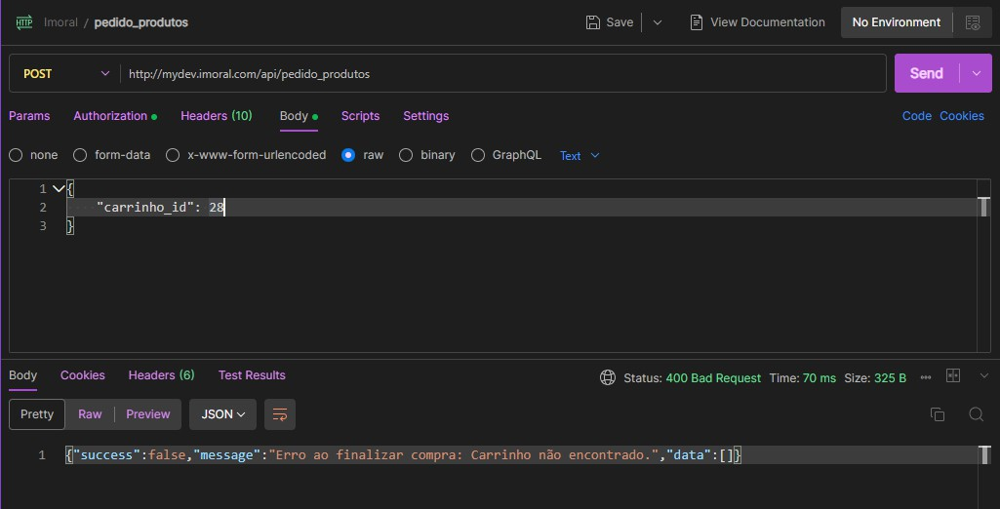 HTTP Imoral / pedido_produtos Save View Documentation No Environment
POST http://mydev.imoral.com/api/pedido_produtos Send
Params Authorization Headers (10) Body Scripts Settings Code Cookies
none form-data x-www-form-urlencoded raw binary GraphQL Text
1 {
2 "carrinho_id": 28
3 }
Body Cookies Headers (6) Test Results Status: 400 Bad Request Time: 70 ms Size: 325 B
Pretty Raw Preview JSON
1 {"success":false,"message":"Erro ao finalizar compra: Carrinho não encontrado.","data":[]}